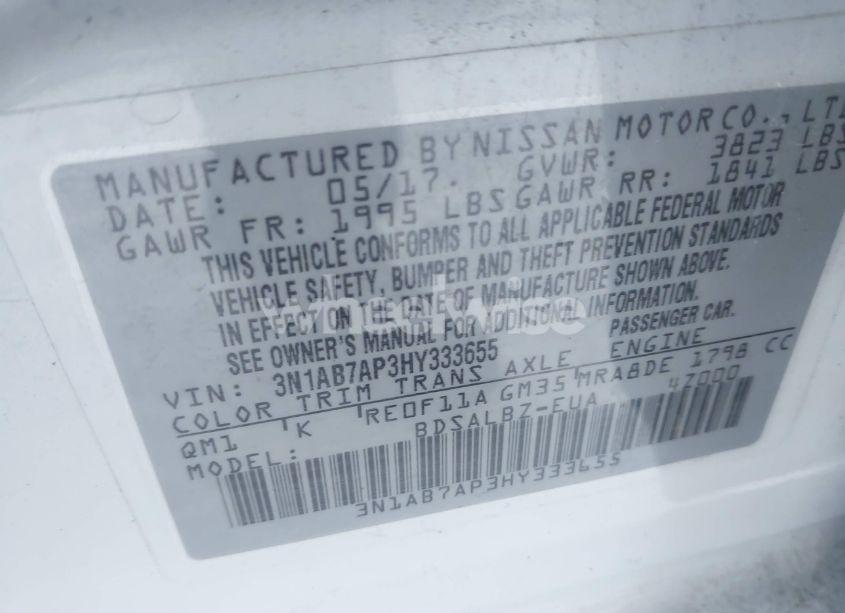 MANUFACTURED BY NISSAN MOTOR CO., LTD
DATE: 05/17. GVWR: 3823 LBS
GAWR FR: 1995 LBS GAWR RR: 1841 LBS
THIS VEHICLE CONFORMS TO ALL APPLICABLE FEDERAL MOTOR
VEHICLE SAFETY, BUMPER AND THEFT PREVENTION STANDARDS
IN EFFECT ON THE DATE OF MANUFACTURE SHOWN ABOVE.
SEE OWNER'S MANUAL FOR ADDITIONAL INFORMATION.
VIN: 3N1AB7AP3HY333655 PASSENGER CAR.
COLOR TRIM TRANS AXLE ENGINE
QM1 K RE0F11A GM35 MRA8DE 1798 CC
MODEL: BDSALBZ-EUA 47000
3N1AB7AP3HY333655
wheelwise